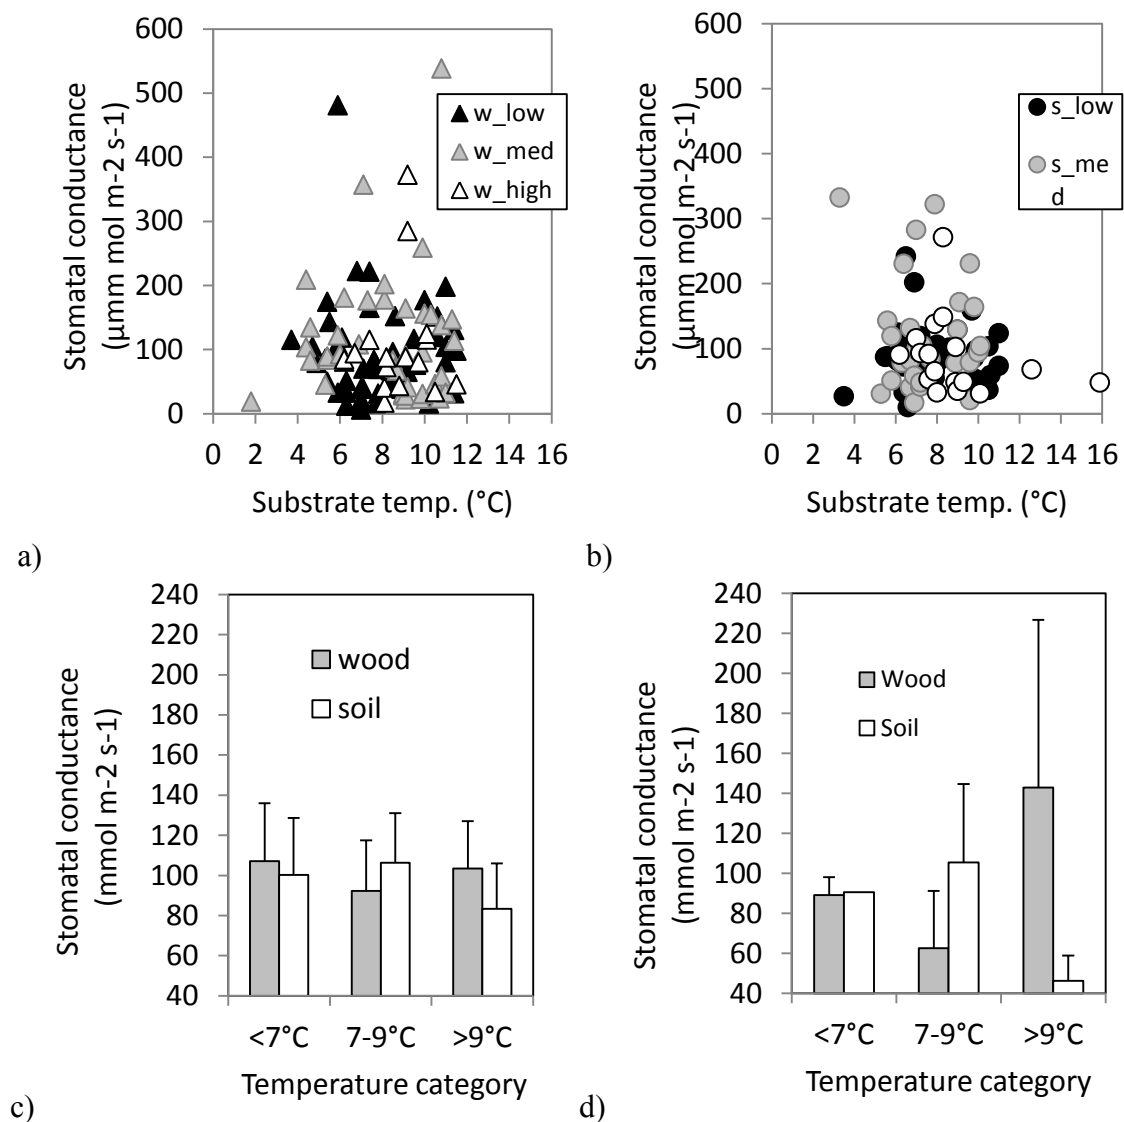 600
500
400
300
200
100
0
Stomatal conductance
(µmm mol m-2 s-1)
w_low
w_med
w_high
0 2 4 6 8 10 12 14 16
Substrate temp. (°C)
a)
600
500
400
300
200
100
0
Stomatal conductance
(µmm mol m-2 s-1)
s_low
s_me
d
0 2 4 6 8 10 12 14 16
Substrate temp. (°C)
b)
240
220
200
180
160
140
120
100
80
60
40
Stomatal conductance
(mmol m-2 s-1)
wood
soil
<7°C 7-9°C >9°C
Temperature category
c)
240
220
200
180
160
140
120
100
80
60
40
Stomatal conductance
(mmol m-2 s-1)
Wood
Soil
<7°C 7-9°C >9°C
Temperature category
d)